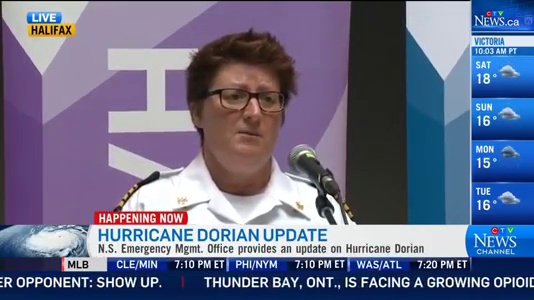 LIVE
HALIFAX
CTV
NEWS.ca
VICTORIA
10:03 AM PT
SAT
18°
SUN
16°
MON
15°
TUE
16°
HAPPENING NOW
HURRICANE DORIAN UPDATE
N.S. Emergency Mgmt. Office provides an update on Hurricane Dorian
CTV
NEWS
CHANNEL
MLB CLE/MIN 7:10 PM ET PHI/NYM 7:10 PM ET WAS/ATL 7:20 PM ET
OPPONENT: SHOW UP. THUNDER BAY, ONT., IS FACING A GROWING